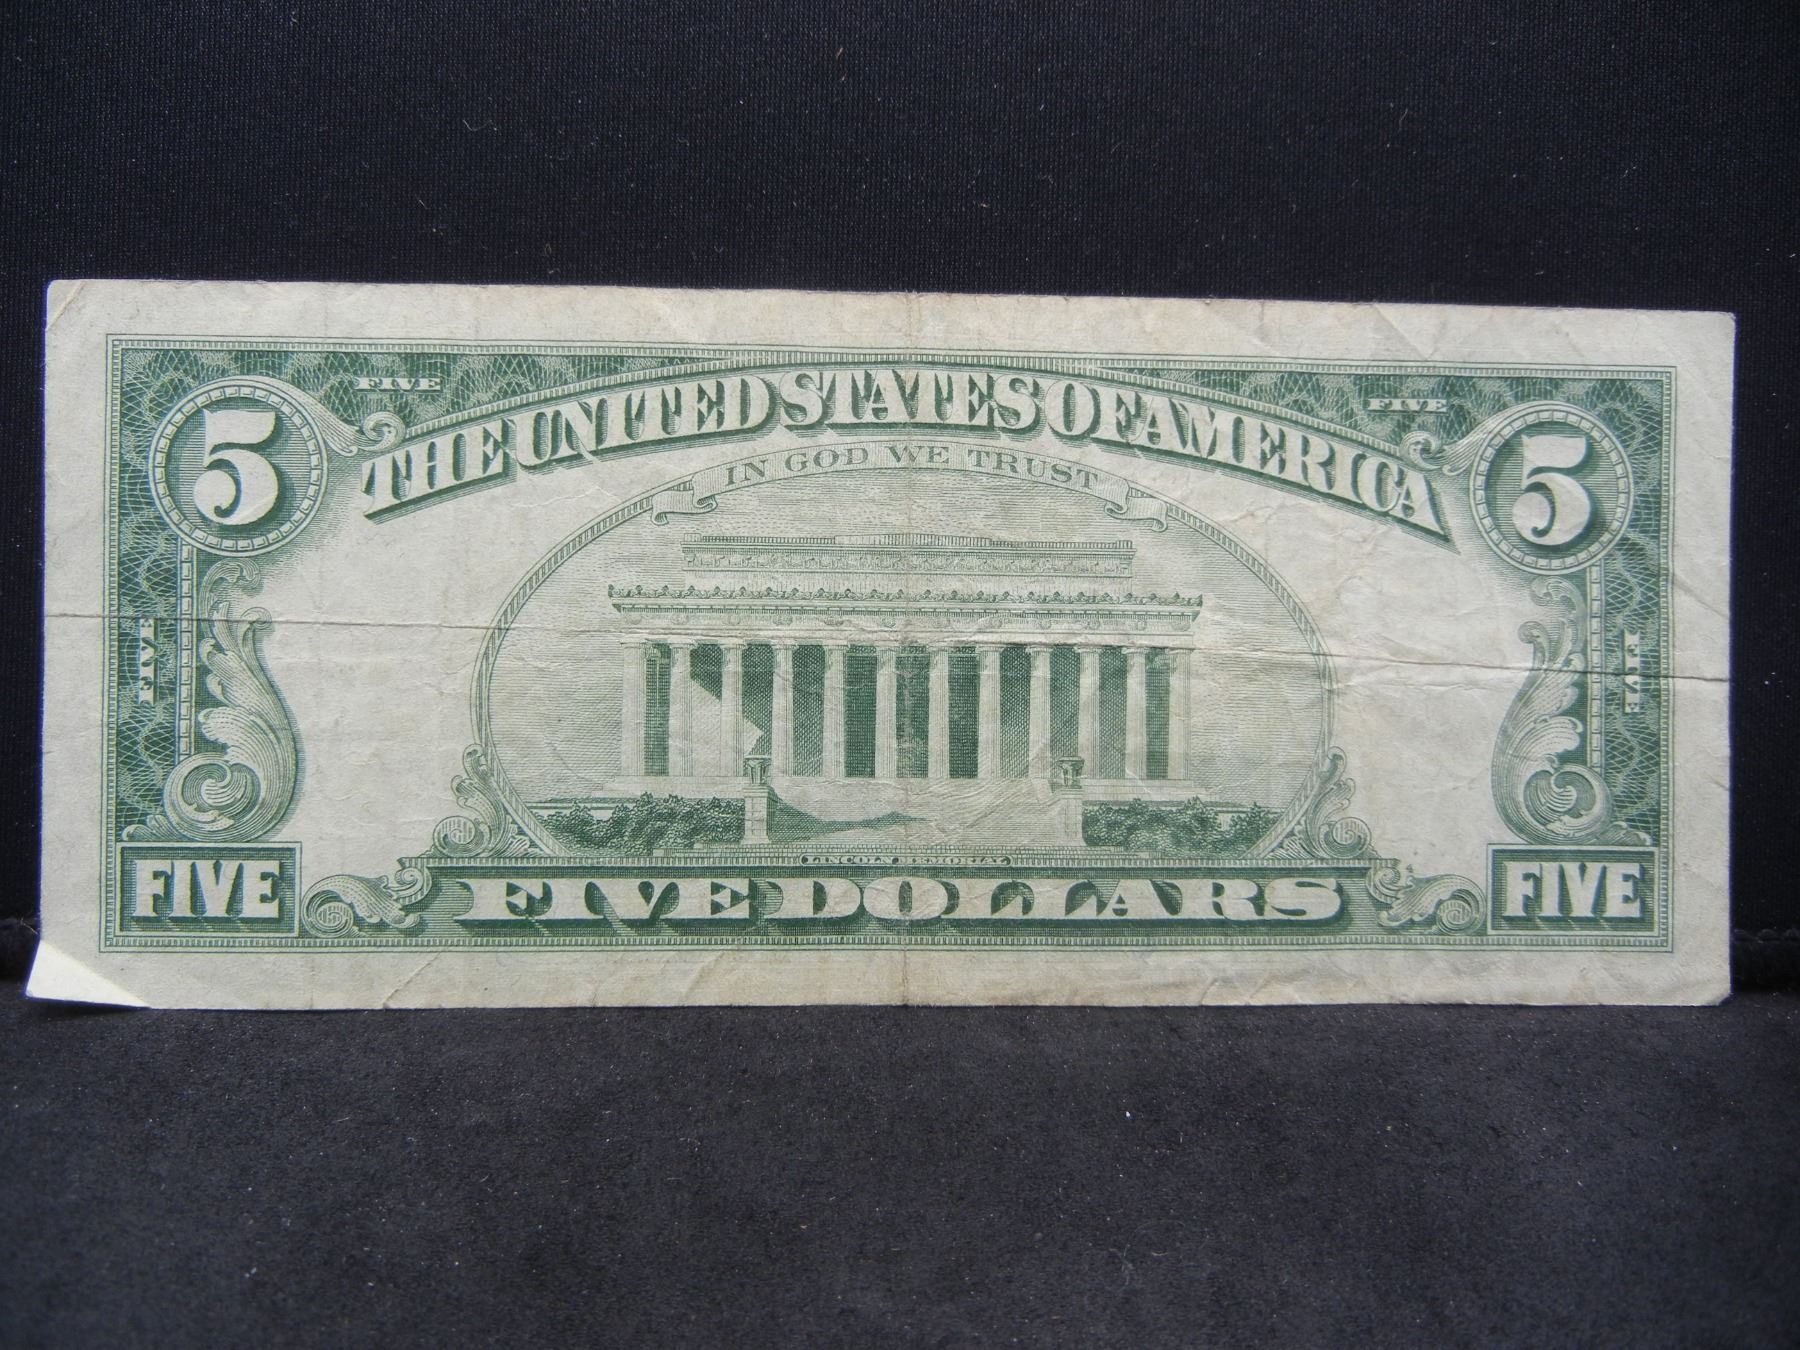 FIVE FIVE
5 THE UNITED STATES OF AMERICA 5
IN GOD WE TRUST
FIVE FIVE
LINCOLN MEMORIAL
FIVE FIVE DOLLARS FIVE